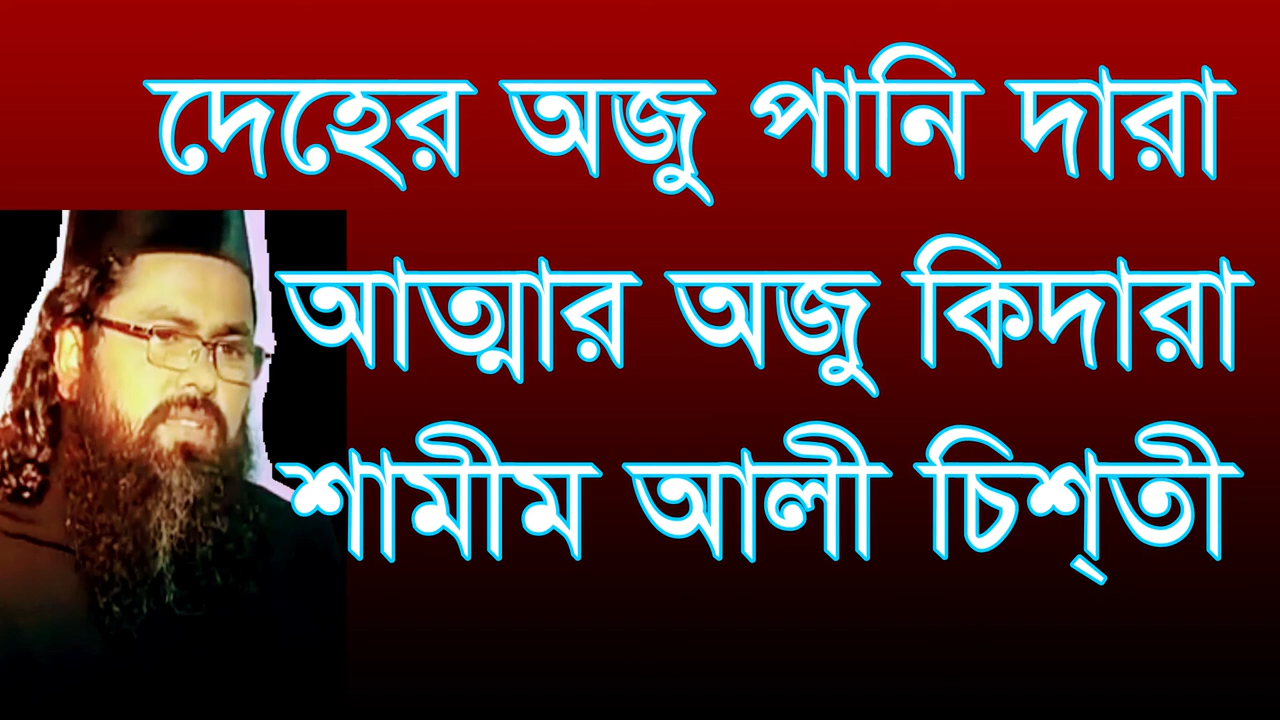 দেহের অজু পানি দারা
আত্মার অজু কিদারা
শামীম আলী চিশ্‌তী